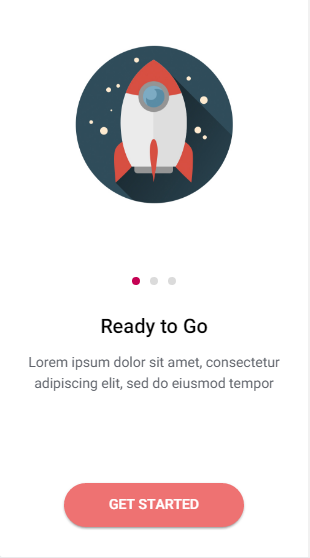 Ready to Go
Lorem ipsum dolor sit amet, consectetur
adipiscing elit, sed do eiusmod tempor
GET STARTED